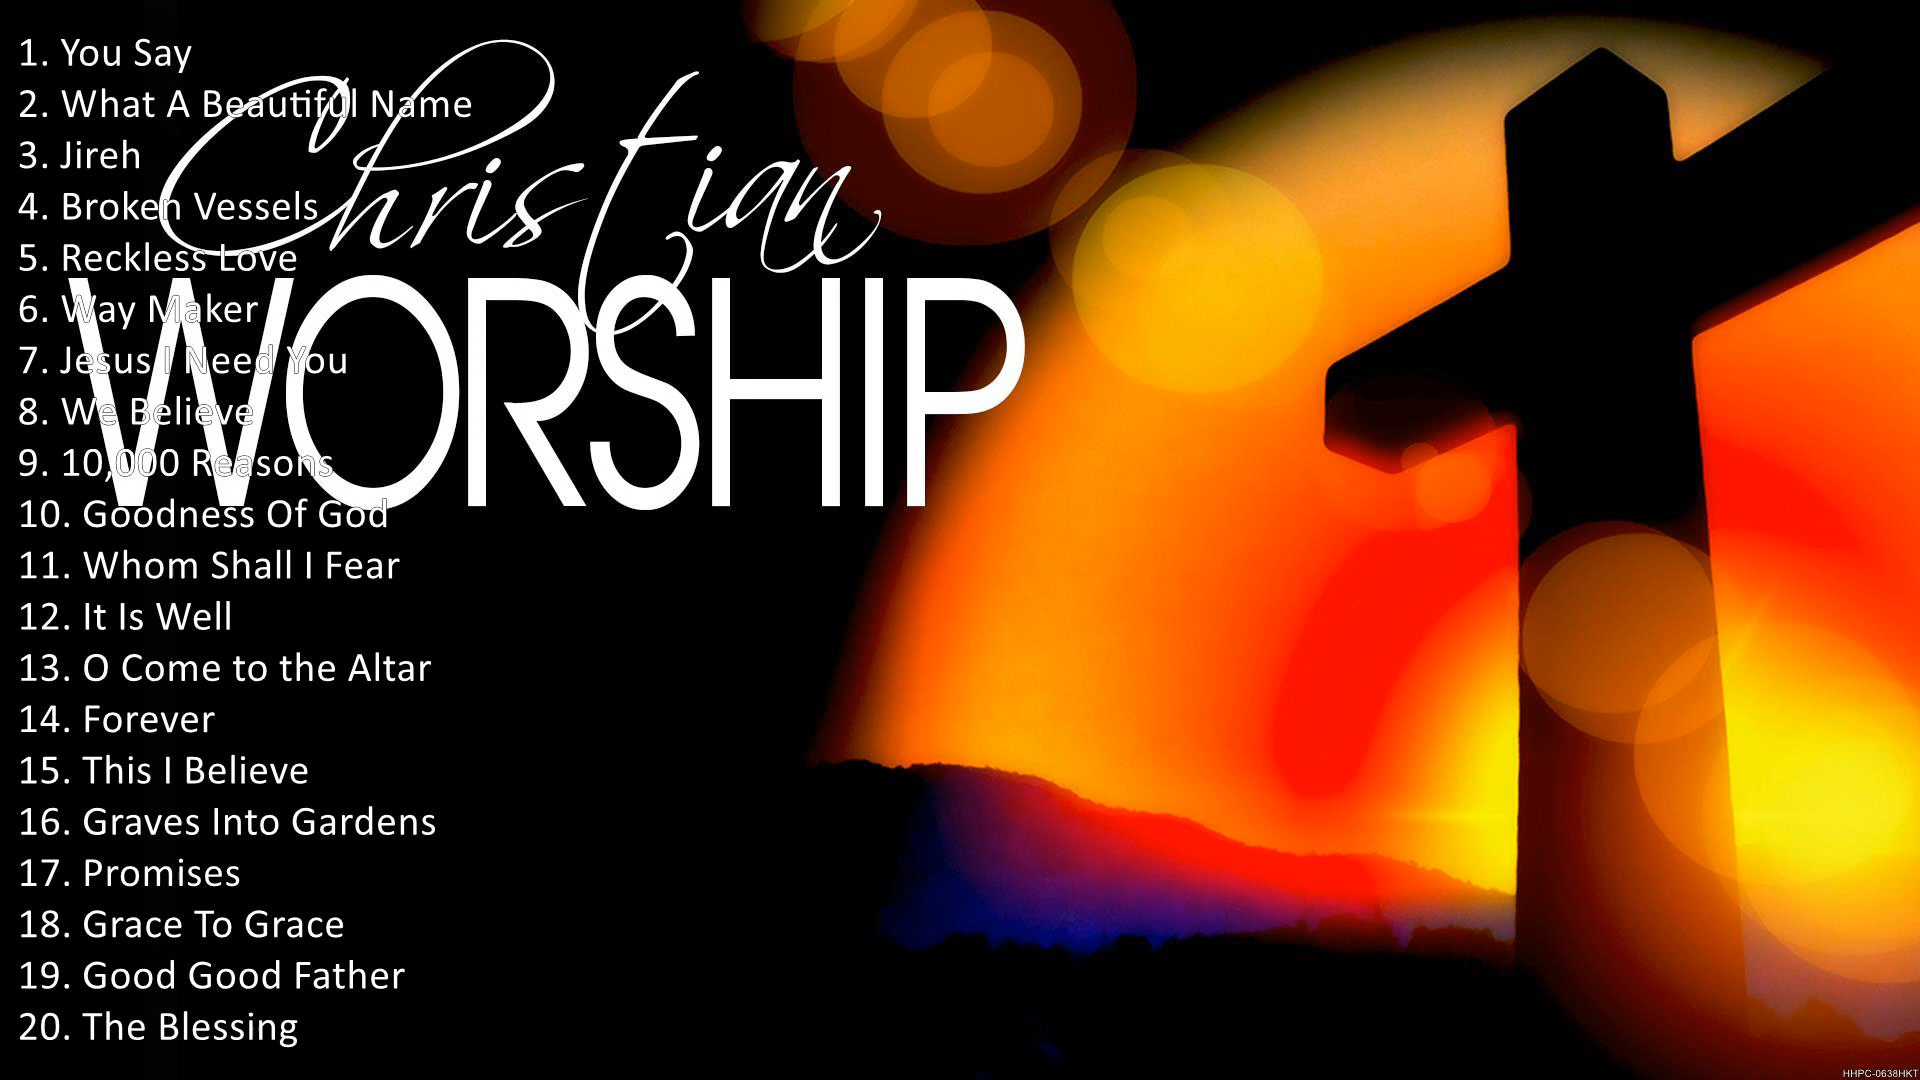 1. You Say
2. What A Beautiful Name
3. Jireh
4. Broken Vessels
5. Reckless Love
6. Way Maker
7. Jesus I Need You
8. We Believe
9. 10,000 Reasons
10. Goodness Of God
11. Whom Shall I Fear
12. It Is Well
13. O Come to the Altar
14. Forever
15. This I Believe
16. Graves Into Gardens
17. Promises
18. Grace To Grace
19. Good Good Father
20. The Blessing
Christian
WORSHIP
HHPC-0638HKT